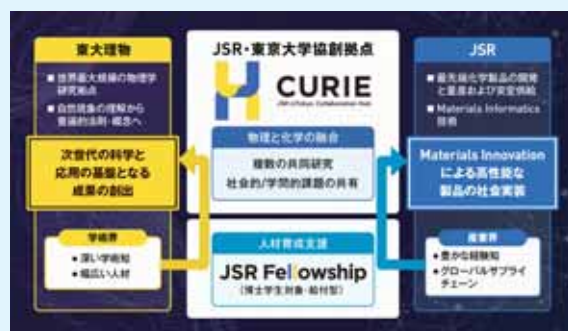 東大理物
■ 世界最大規模の物理学
研究拠点
■ 自然現象の理解から
普遍的法則・概念へ
次世代の科学と
応用の基盤となる
成果の創出
学術界
● 深い学術知
● 幅広い人材
JSR・東京大学協創拠点
CURIE
JSR-UTokyo Collaboration Hub
物理と化学の融合
複数の共同研究
社会的/学問的課題の共有
人材育成支援
JSR Fellowship
(博士学生対象・給付型)
JSR
■ 最先端化学製品の開発
と量産および安定供給
■ Materials Informatics
技術
Materials Innovation
による高性能な
製品の社会実装
産業界
● 豊かな経験知
● グローバルサプライ
チェーン